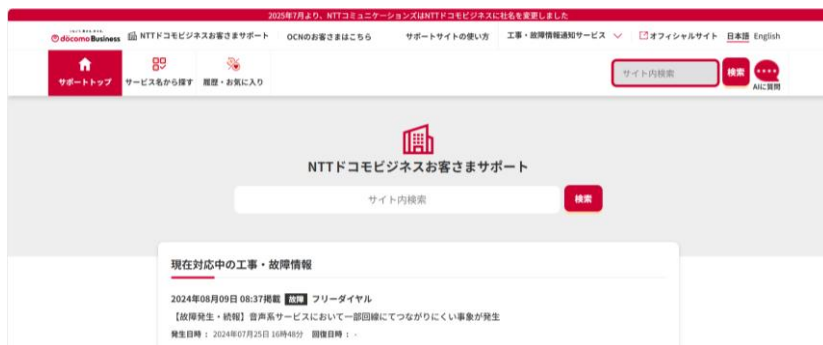 2025年7月より、NTTコミュニケーションズはNTTドコモビジネスに社名を変更しました
döcomo Business
NTTドコモビジネスお客さまサポート
OCNのお客さまはこちら
サポートサイトの使い方
工事・故障情報通知サービス
オフィシャルサイト
日本語 English
サポートトップ
サービス名から探す
履歴・お気に入り
サイト内検索
検索
AIに質問
NTTドコモビジネスお客さまサポート
サイト内検索
検索
現在対応中の工事・故障情報
2024年08月09日 08:37掲載 故障 フリーダイヤル
【故障発生・続報】音声系サービスにおいて一部回線にてつながりにくい事象が発生
発生日時 : 2024年07月25日 16時48分 回復日時 : -